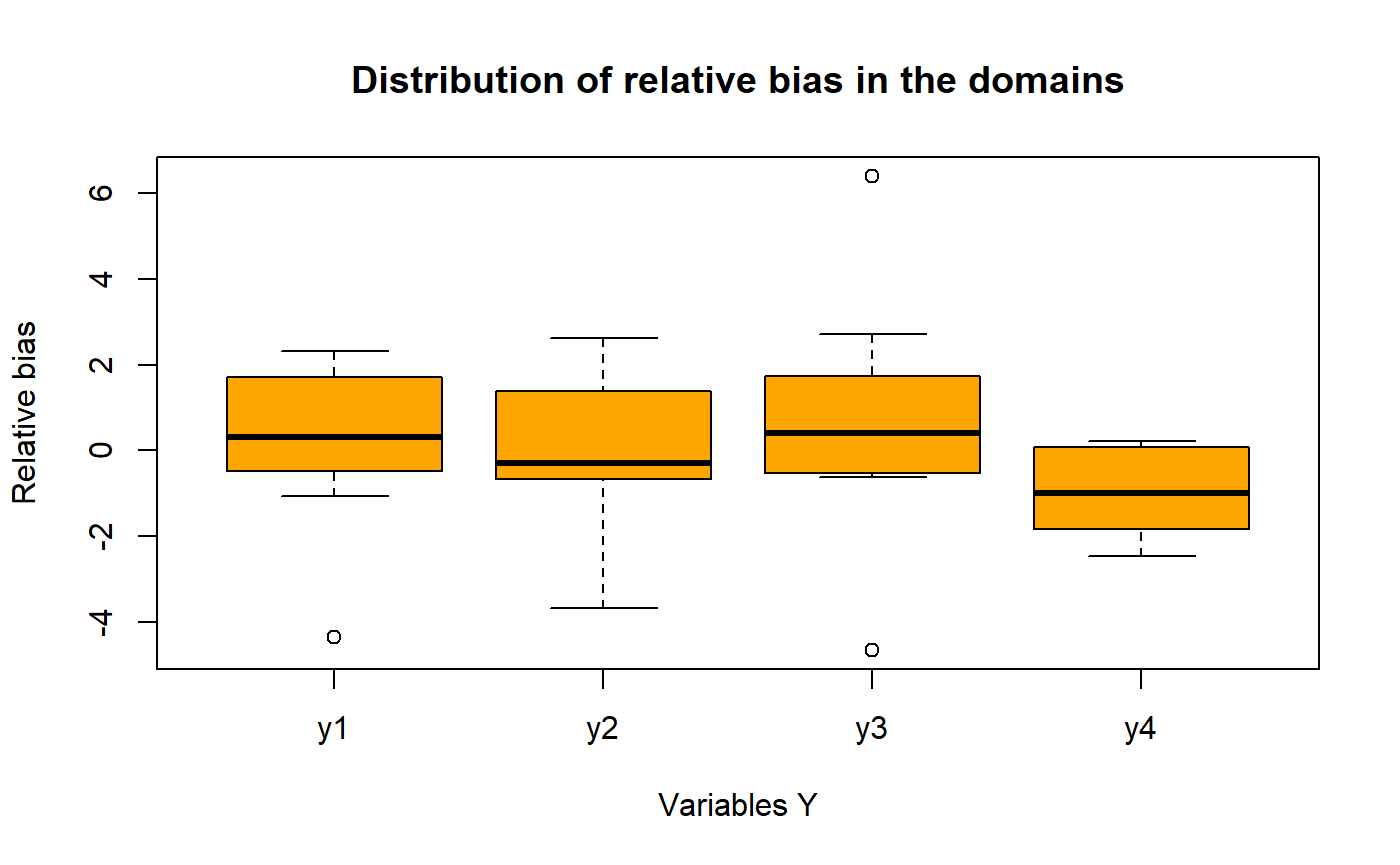 Distribution of relative bias in the domains
Relative bias
6
4
2
0
-2
-4
y1
y2
y3
y4
Variables Y